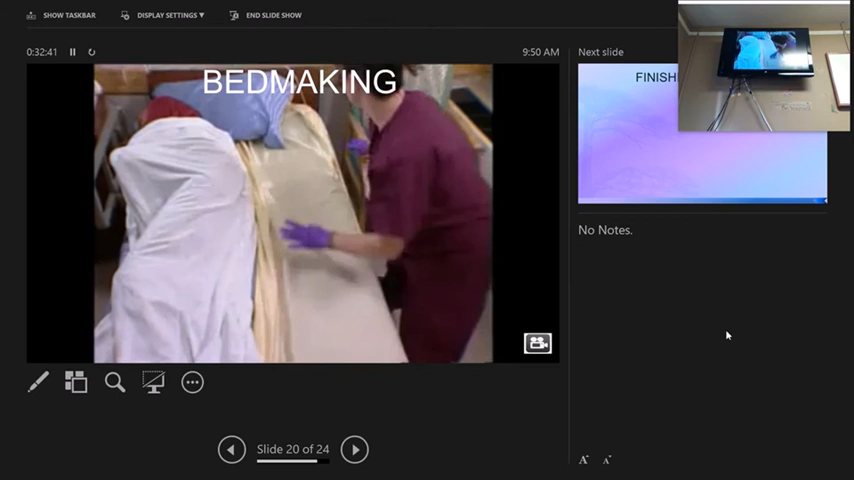 SHOW TASKBAR
DISPLAY SETTINGS ▼
END SLIDE SHOW
0:32:41
9:50 AM
Next slide
BEDMAKING
No Notes.
Slide 20 of 24
A A